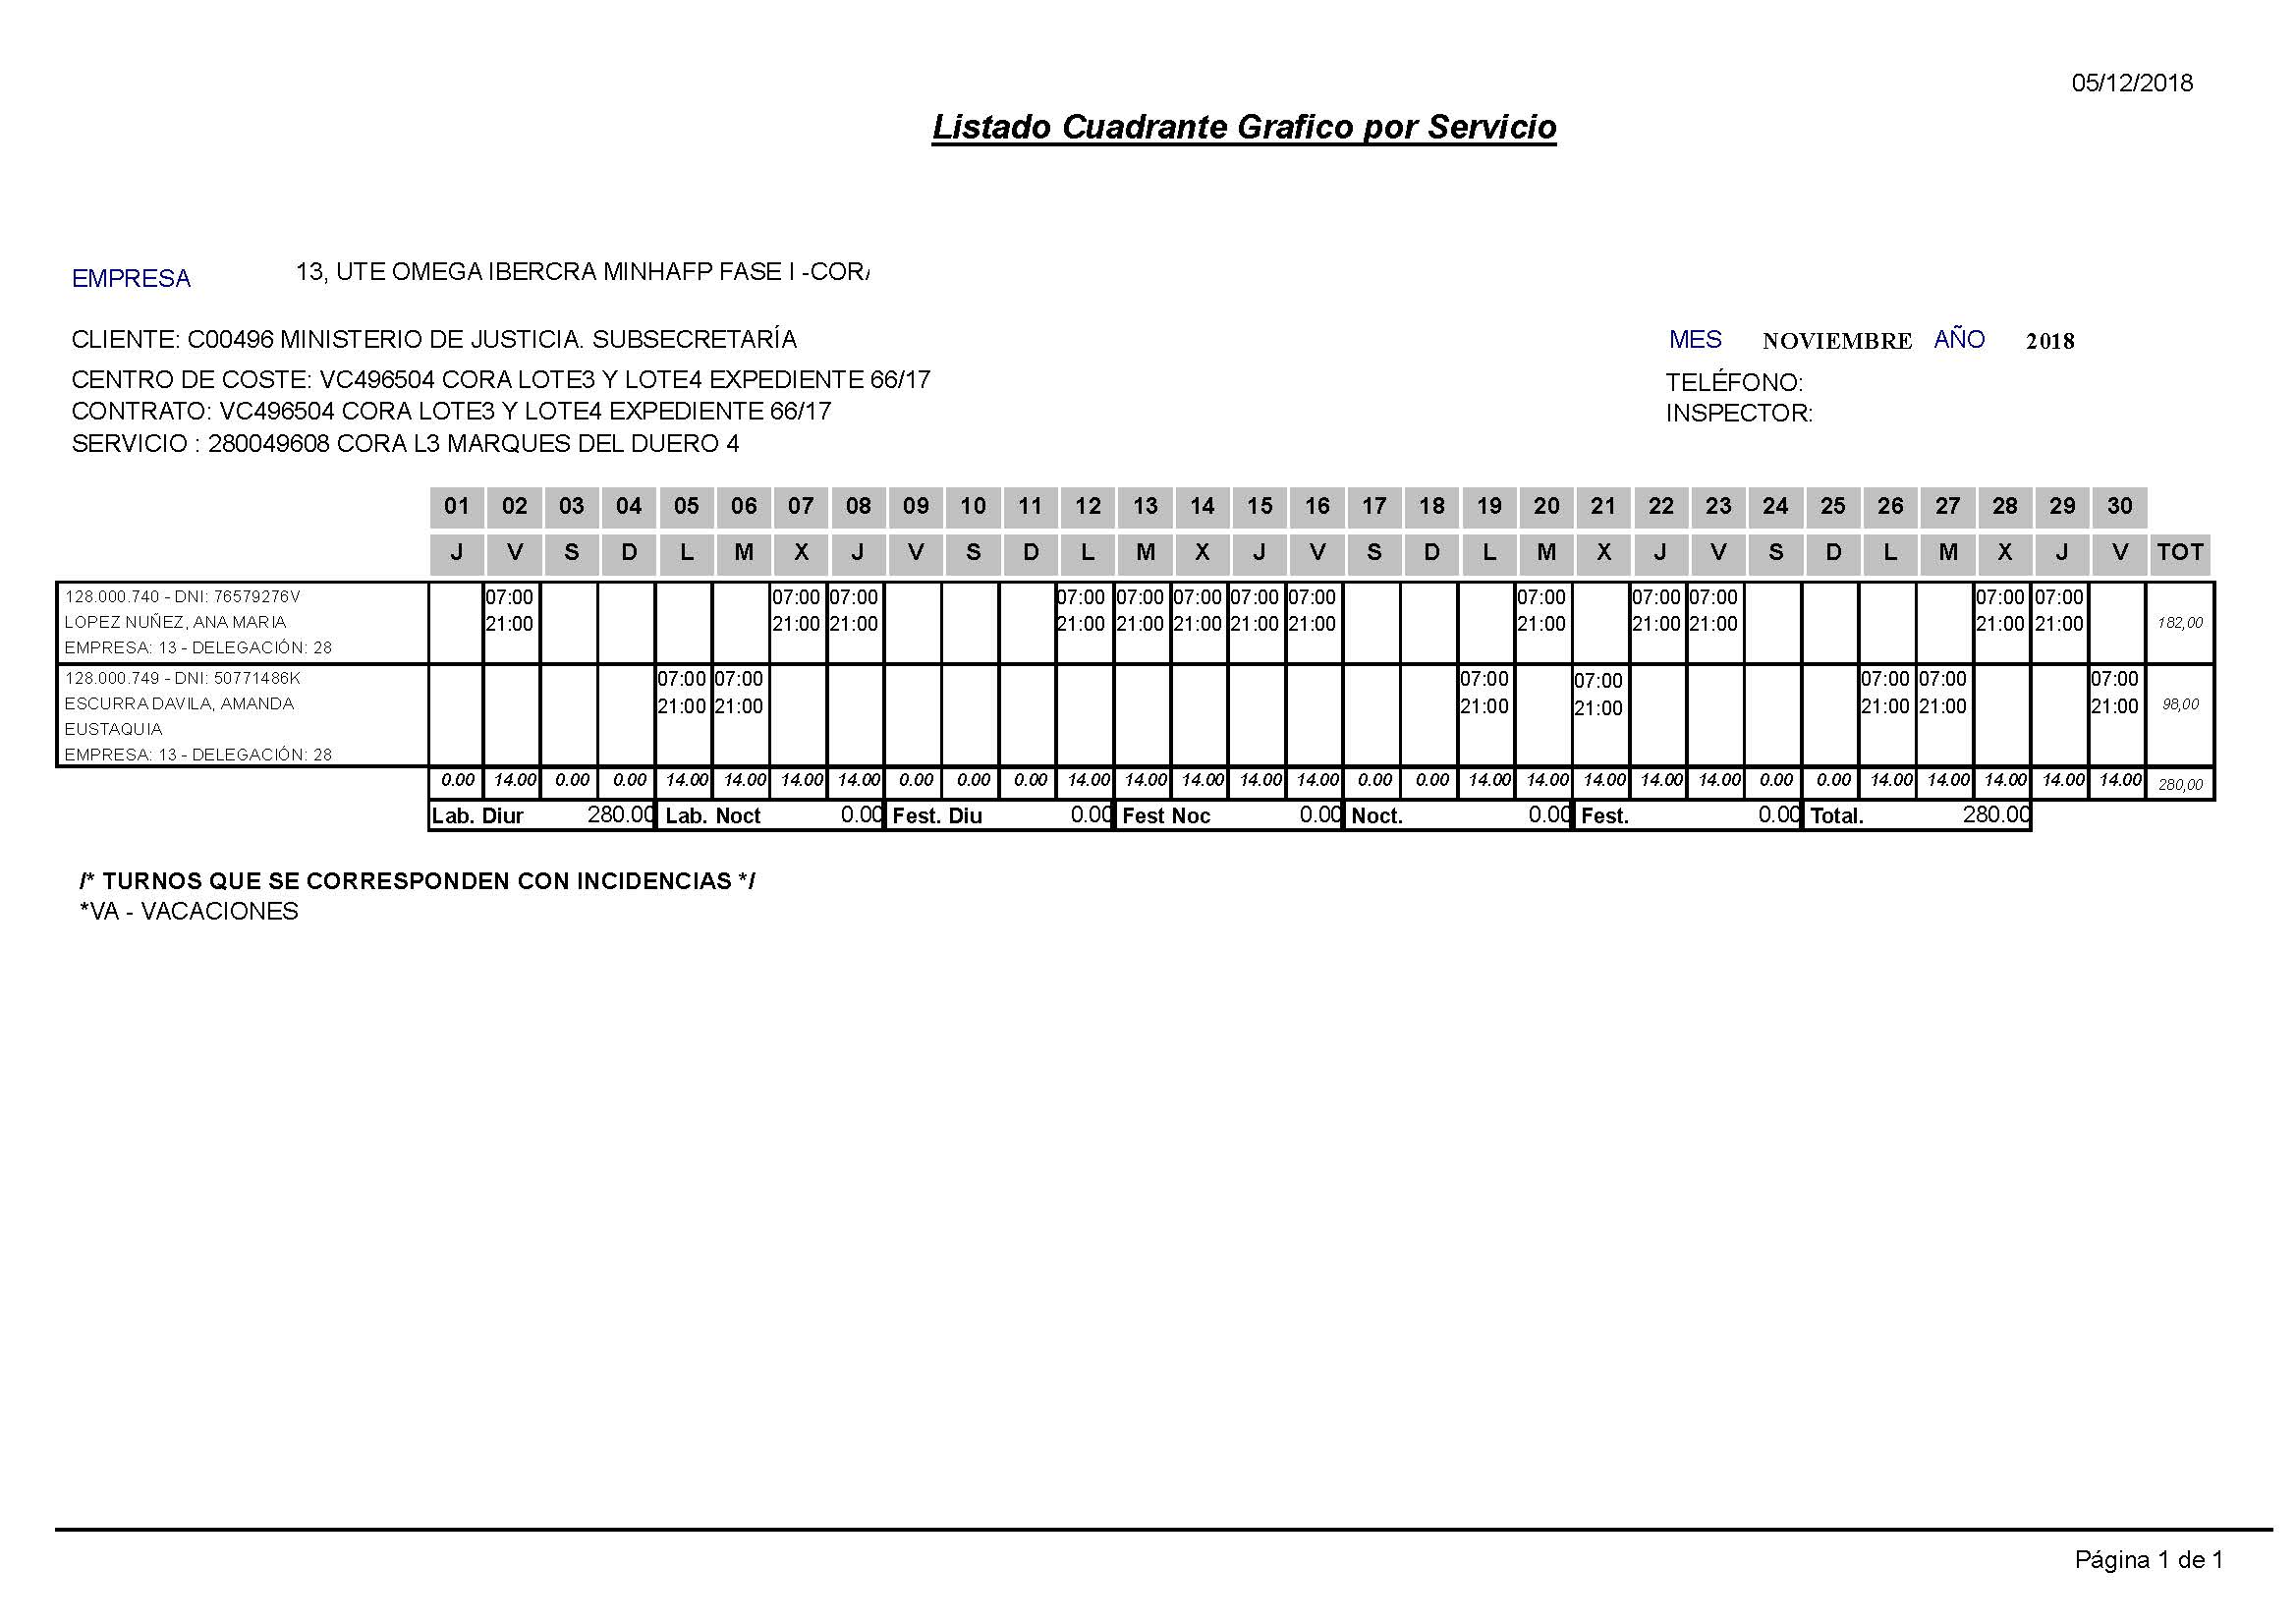 05/12/2018
Listado Cuadrante Grafico por Servicio
EMPRESA 13, UTE OMEGA IBERCRA MINHAFP FASE I -COR
CLIENTE: C00496 MINISTERIO DE JUSTICIA. SUBSECRETARÍA MES NOVIEMBRE AÑO 2018
CENTRO DE COSTE: VC496504 CORA LOTE3 Y LOTE4 EXPEDIENTE 66/17 TELÉFONO:
CONTRATO: VC496504 CORA LOTE3 Y LOTE4 EXPEDIENTE 66/17 INSPECTOR:
SERVICIO : 280049608 CORA L3 MARQUES DEL DUERO 4
01 02 03 04 05 06 07 08 09 10 11 12 13 14 15 16 17 18 19 20 21 22 23 24 25 26 27 28 29 30
J V S D L M X J V S D L M X J V S D L M X J V S D L M X J V TOT
128.000.740 - DNI: 76579276V 07:00 07:00 07:00 07:00 07:00 07:00 07:00 07:00 07:00 07:00 07:00 07:00 07:00
LOPEZ NUÑEZ, ANA MARIA 21:00 21:00 21:00 21:00 21:00 21:00 21:00 21:00 21:00 21:00 21:00 21:00 21:00 182,00
EMPRESA: 13 - DELEGACIÓN: 28
128.000.749 - DNI: 50771486K 07:00 07:00 07:00 07:00 07:00 07:00 07:00
ESCURRA DAVILA, AMANDA 21:00 21:00 21:00 21:00 21:00 21:00 21:00 98,00
EUSTAQUIA
EMPRESA: 13 - DELEGACIÓN: 28
0.00 14.00 0.00 0.00 14.00 14.00 14.00 14.00 0.00 0.00 0.00 14.00 14.00 14.00 14.00 14.00 0.00 0.00 14.00 14.00 14.00 14.00 14.00 0.00 0.00 14.00 14.00 14.00 14.00 14.00 280,00
Lab. Diur 280.00 Lab. Noct 0.00 Fest. Diu 0.00 Fest Noc 0.00 Noct. 0.00 Fest. 0.00 Total. 280.00
/* TURNOS QUE SE CORRESPONDEN CON INCIDENCIAS */
*VA - VACACIONES
Página 1 de 1